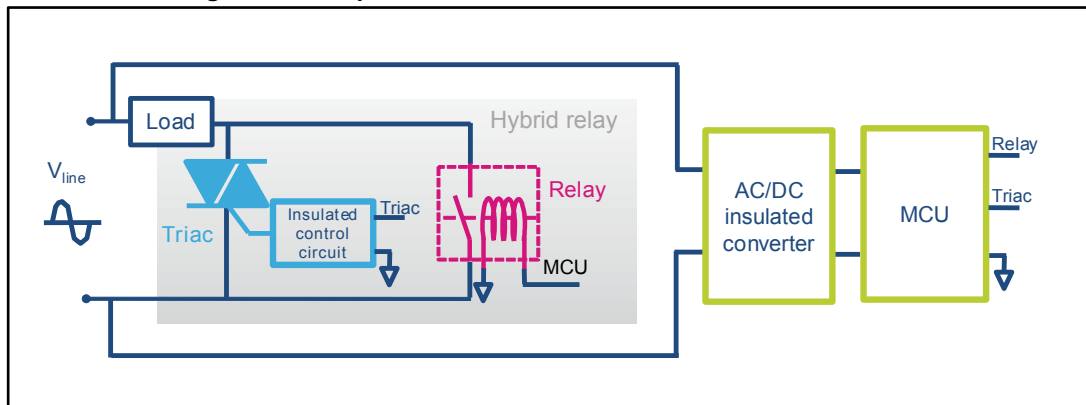 Hybrid relay
Load
V line
Triac
Insulated
control
circuit
Triac
Relay
MCU
AC/DC
insulated
converter
MCU
Relay
Triac